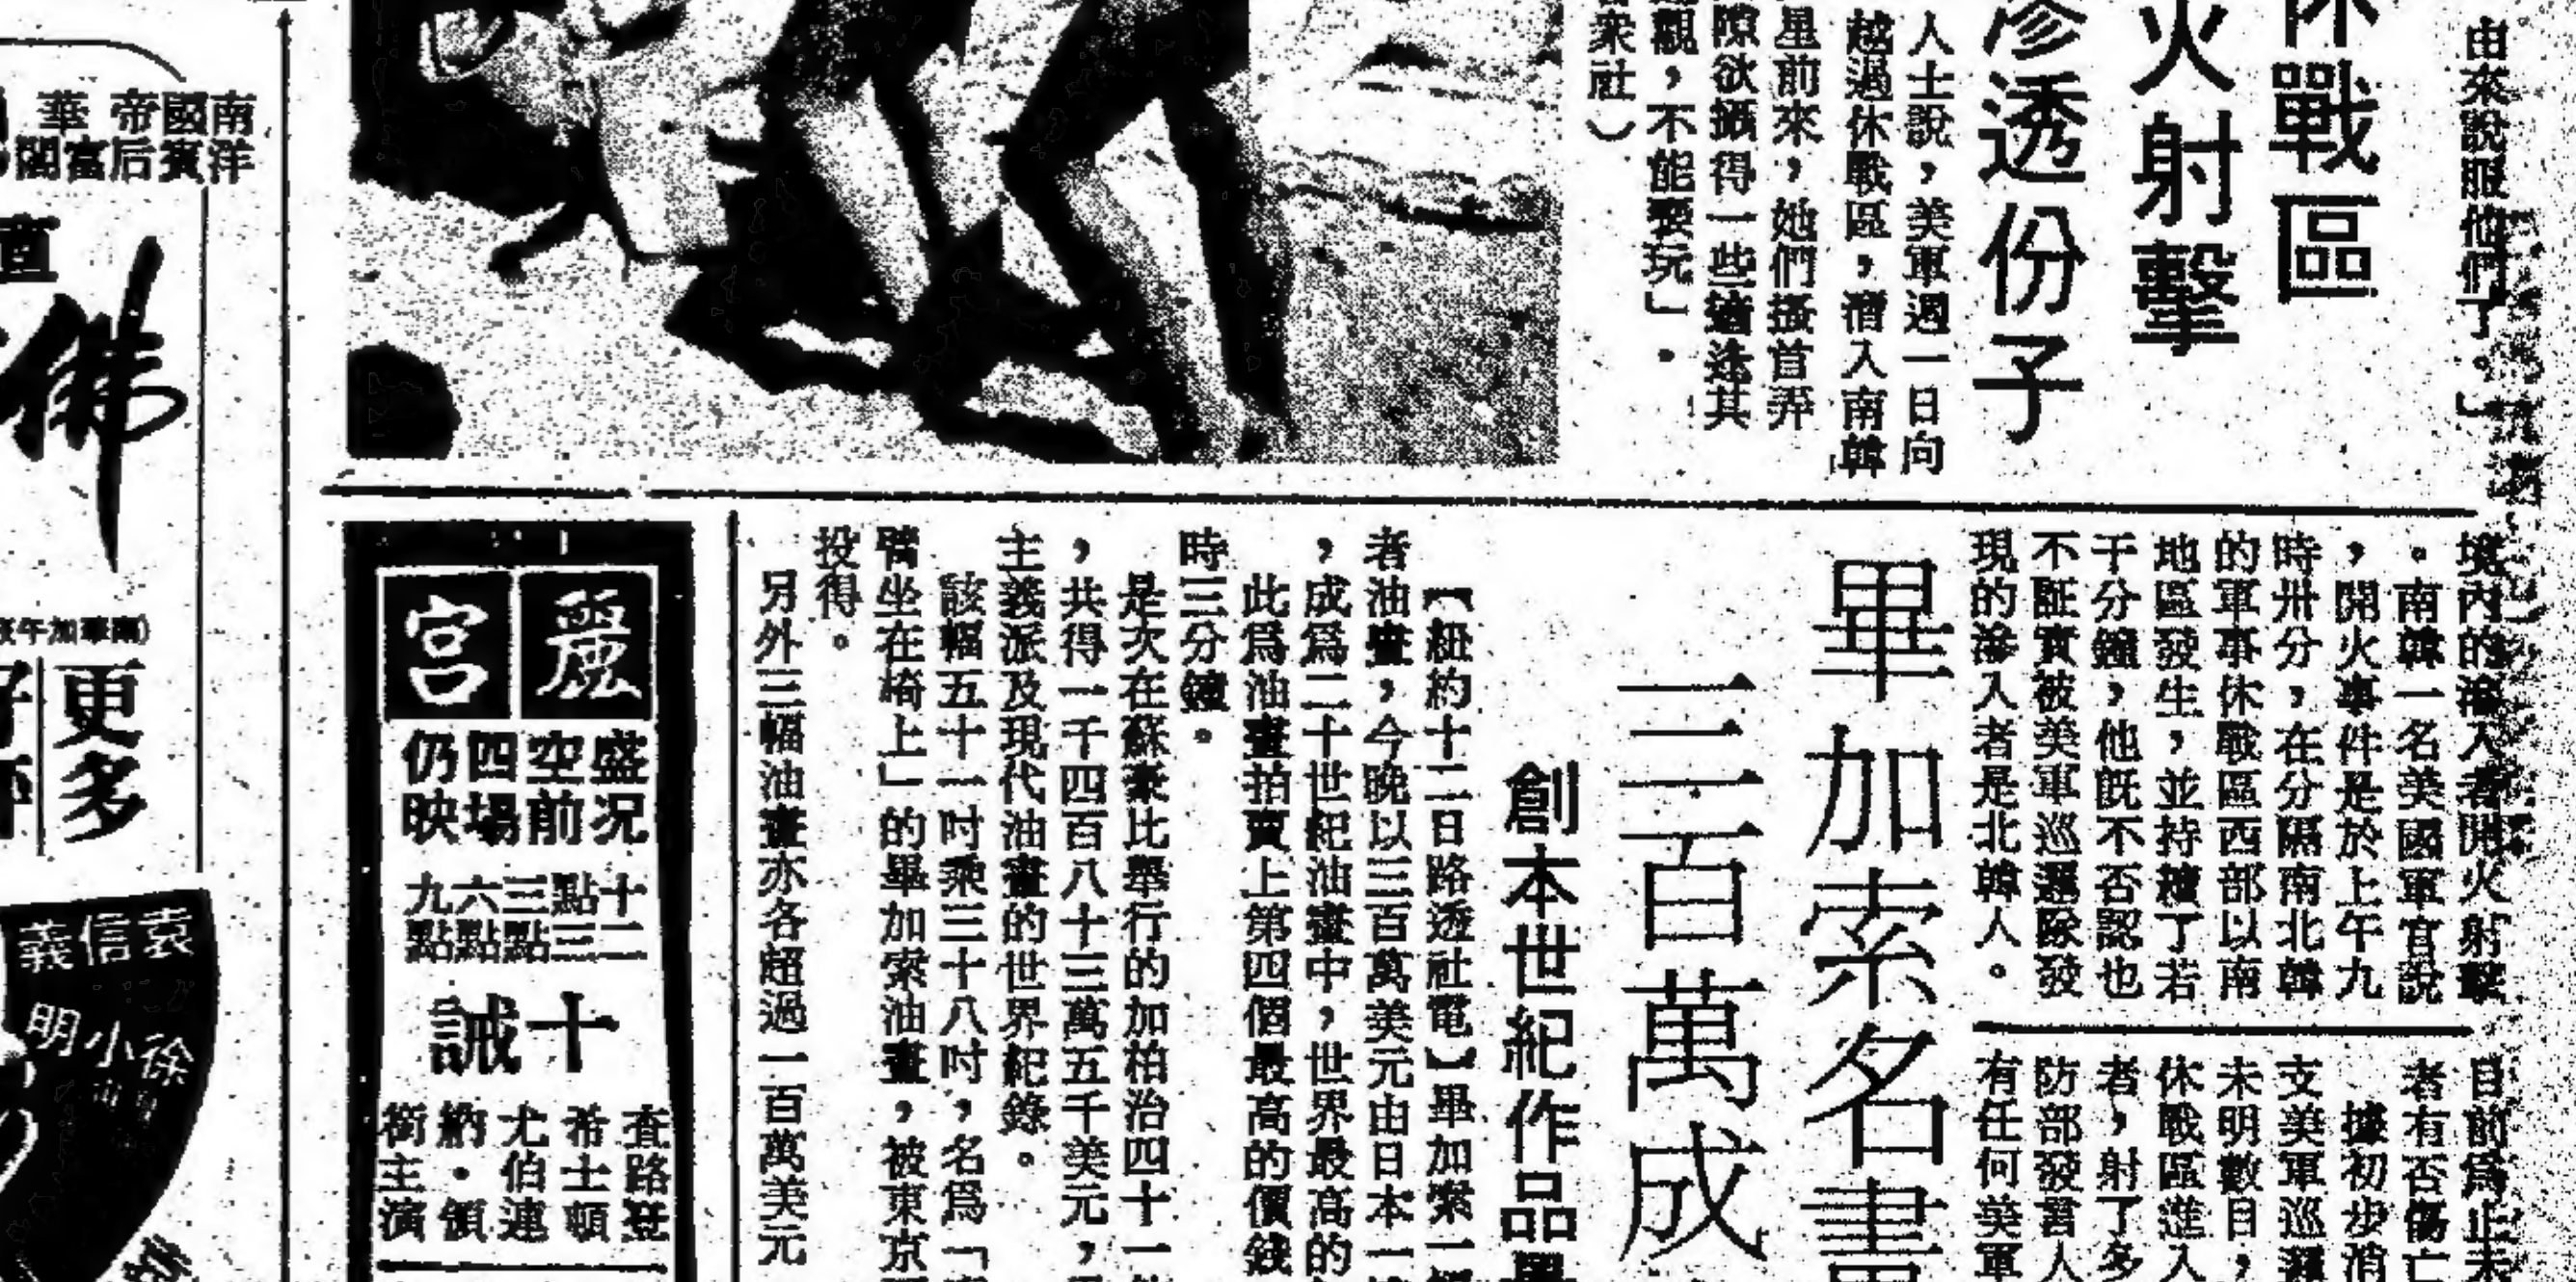 由來說服他們了。」
休戰區
火射擊
滲透份子
人士說，美軍週一日向
越過休戰區，潛入南韓
星前來，她們搔首弄
隙欲攝得一些
觀，不能褻玩」。
衆社）
境內的滲入者開火射擊
。南韓一名美國軍官說
，開火事件是於上午九
時卅分，在分隔南北韓
的軍事休戰區西部以南
地區發生，並持續了若
干分鐘，他旣不否認也
不証實被美軍巡邏隊發
現的滲入者是北韓人。
目前爲止未
者有否傷亡
據初步消
支美軍巡邏
未明數目，
休戰區進入
者，射了多
防部發言人
有任何美軍
畢加索名畫
三百萬成
創本世紀作品最
【紐約十二日路透社電】畢加索一幅
者油畫，今晚以三百萬美元由日本一
，成爲二十世紀油畫中，世界最高的
此爲油畫拍賣上第四個最高的價錢
時三分鐘。
是次在蘇豪比舉行的加柏治四十一
，共得一千四百八十三萬五千美元，
主義派及現代油畫的世界紀錄。
該幅五十一吋乘三十八吋，名爲「
臂坐在椅上」的畢加索油畫，被東京
投得。
另外三幅油畫亦各超過一百萬美元
麗宮
盛況空前
四場仍映
十二點三
三點
六點
九點
十誡
查路登
希士頓
尤伯連
納・領
銜主演
南洋
國賓
帝后
華
富
閣
佛
更多
好評
袁信義
徐小明